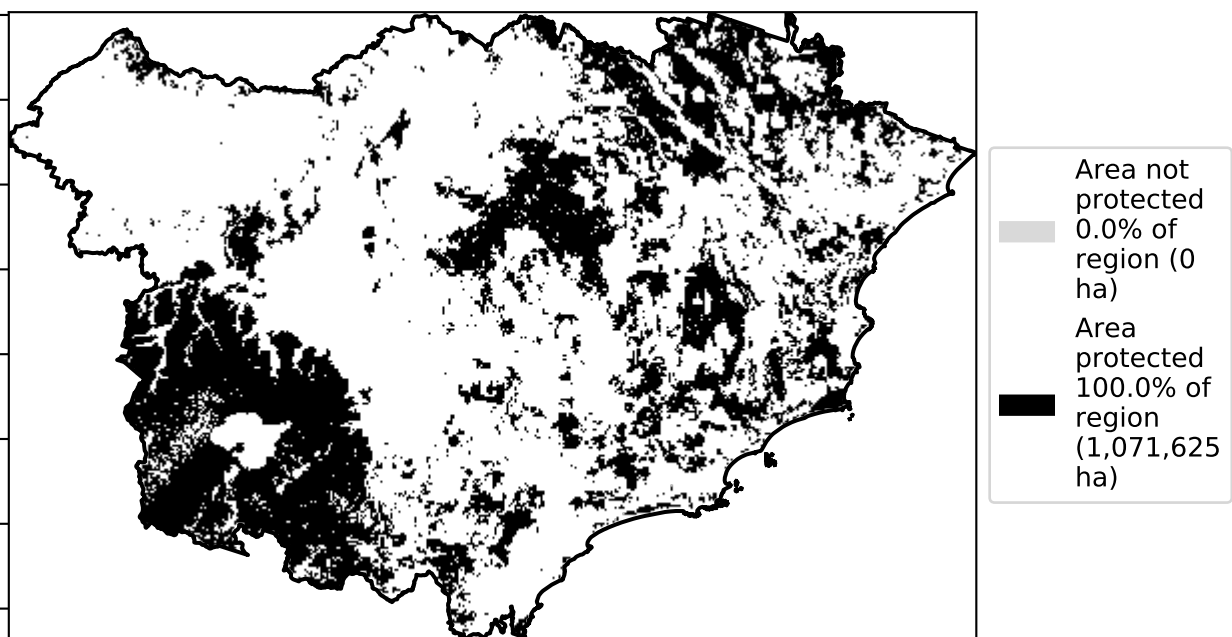 Area not
protected
0.0% of
region (0
ha)
Area
protected
100.0% of
region
(1,071,625
ha)